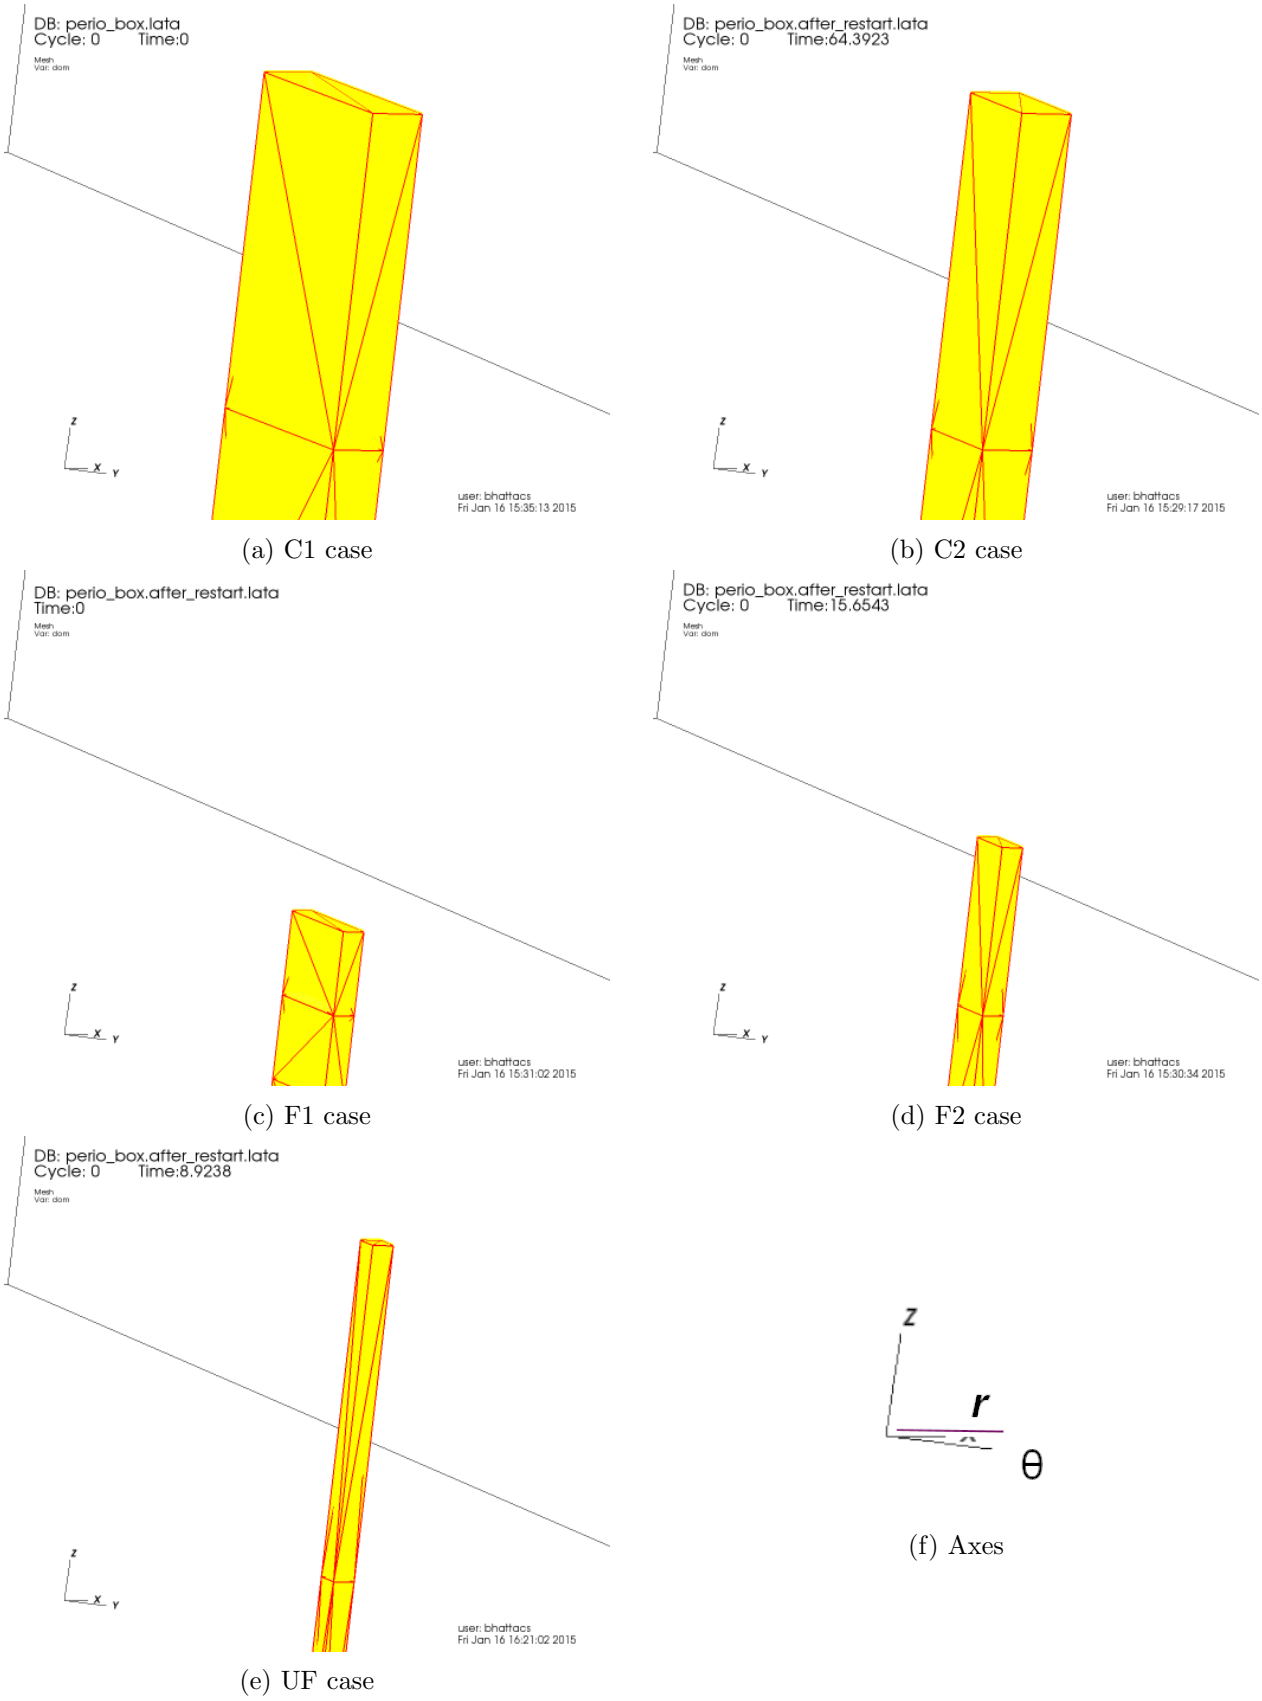 DB: perio_box.lata
Cycle: 0 Time:0
Mesh
Var: dom
Z
X
Y
user: bhattacs
Fri Jan 16 15:35:13 2015
(a) C1 case
DB: perio_box.after_restart.lata
Cycle: 0 Time:64.3923
Mesh
Var: dom
Z
X
Y
user: bhattacs
Fri Jan 16 15:29:17 2015
(b) C2 case
DB: perio_box.after_restart.lata
Time:0
Mesh
Var: dom
Z
X
Y
user: bhattacs
Fri Jan 16 15:31:02 2015
(c) F1 case
DB: perio_box.after_restart.lata
Cycle: 0 Time:15.6543
Mesh
Var: dom
Z
X
Y
user: bhattacs
Fri Jan 16 15:30:34 2015
(d) F2 case
DB: perio_box.after_restart.lata
Cycle: 0 Time:8.9238
Mesh
Var: dom
Z
X
Y
user: bhattacs
Fri Jan 16 16:21:02 2015
(e) UF case
Z
r
θ
(f) Axes